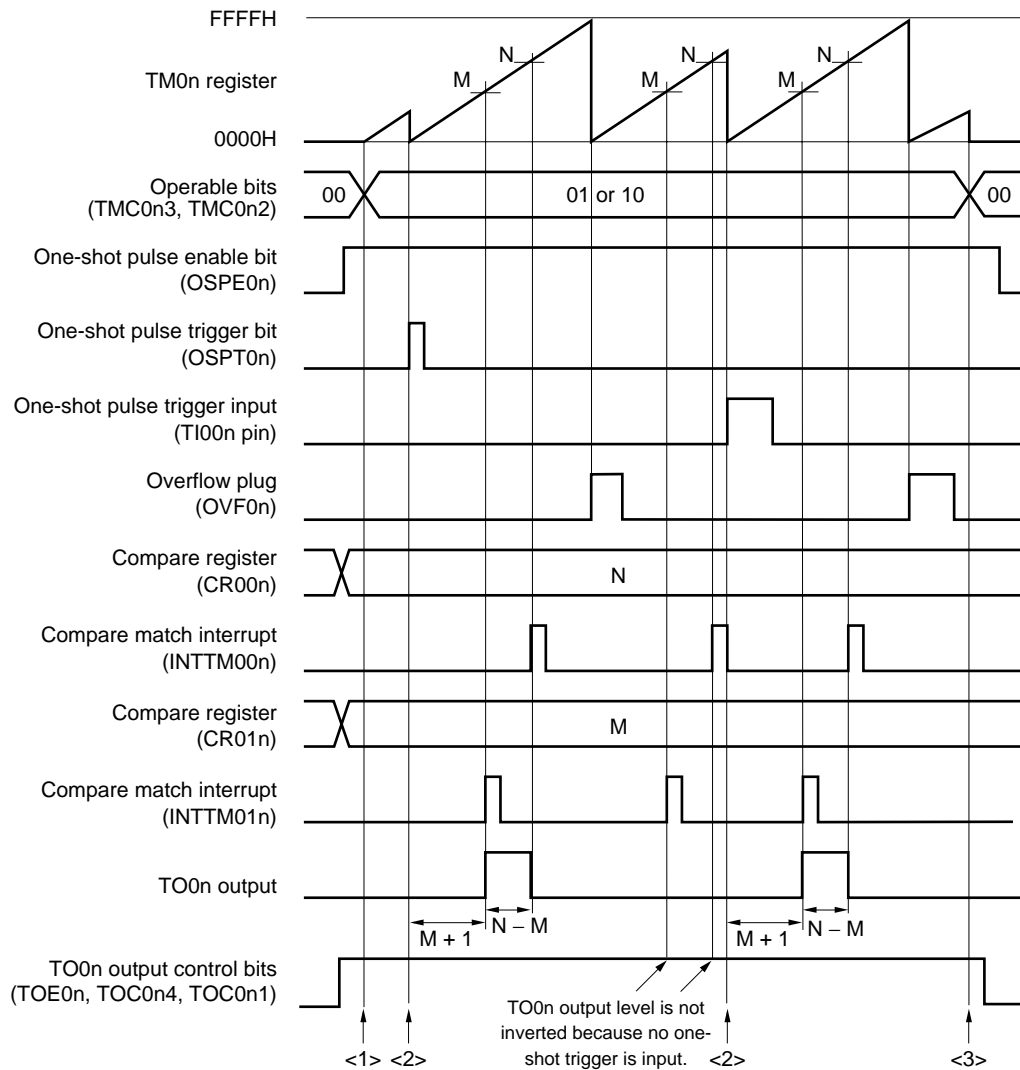 FFFFH
TM0n register
0000H
N
M
N
M
N
M
Operable bits
(TMC0n3, TMC0n2)
00
01 or 10
00
One-shot pulse enable bit
(OSPE0n)
One-shot pulse trigger bit
(OSPT0n)
One-shot pulse trigger input
(TI00n pin)
Overflow plug
(OVF0n)
Compare register
(CR00n)
N
Compare match interrupt
(INTTM00n)
Compare register
(CR01n)
M
Compare match interrupt
(INTTM01n)
TO0n output
M + 1
N − M
M + 1
N − M
TO0n output control bits
(TOE0n, TOC0n4, TOC0n1)
TO0n output level is not
inverted because no one-
shot trigger is input.
<1> <2> <2> <3>